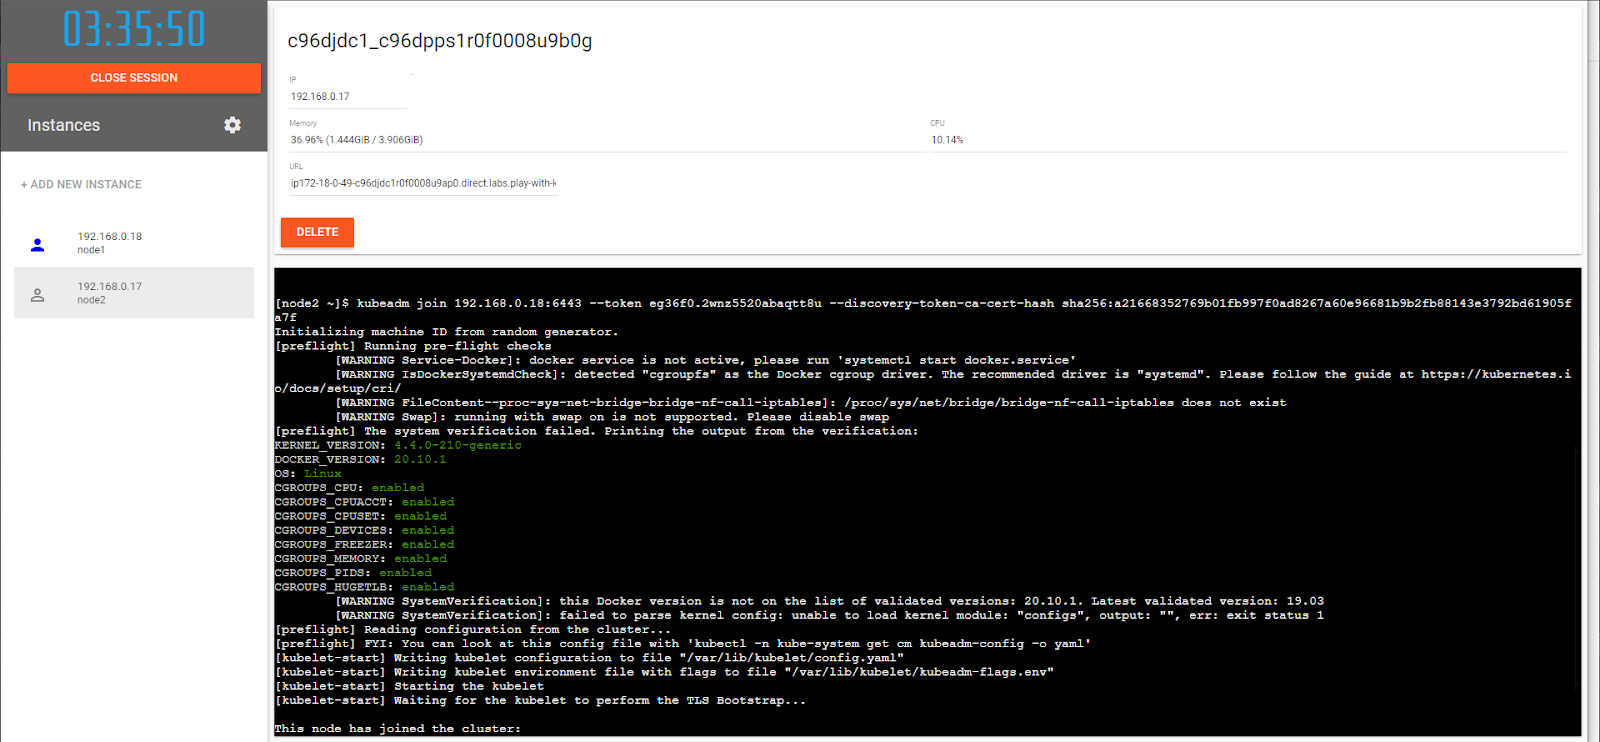 03:35:50
CLOSE SESSION
Instances
+ ADD NEW INSTANCE
192.168.0.18
node1
192.168.0.17
node2
c96djdc1_c96dpps1r0f0008u9b0g
IP
192.168.0.17
Memory
36.96% (1.444GiB / 3.906GiB)
CPU
10.14%
URL
ip172-18-0-49-c96djdc1r0f0008u9ap0.direct.labs.play-with-k
DELETE
[node2 ~]$ kubeadm join 192.168.0.18:6443 --token eg36f0.2wnz5520abaqtt8u --discovery-token-ca-cert-hash sha256:a21668352769b01fb997f0ad8267a60e96681b9b2fb88143e3792bd61905f
a7f
Initializing machine ID from random generator.
[preflight] Running pre-flight checks
[WARNING Service-Docker]: docker service is not active, please run 'systemctl start docker.service'
[WARNING IsDockerSystemdCheck]: detected "cgroupfs" as the Docker cgroup driver. The recommended driver is "systemd". Please follow the guide at https://kubernetes.i
o/docs/setup/cri/
[WARNING FileContent--proc-sys-net-bridge-bridge-nf-call-iptables]: /proc/sys/net/bridge/bridge-nf-call-iptables does not exist
[WARNING Swap]: running with swap on is not supported. Please disable swap
[preflight] The system verification failed. Printing the output from the verification:
KERNEL_VERSION: 4.4.0-210-generic
DOCKER_VERSION: 20.10.1
OS: Linux
CGROUPS_CPU: enabled
CGROUPS_CPUACCT: enabled
CGROUPS_CPUSET: enabled
CGROUPS_DEVICES: enabled
CGROUPS_FREEZER: enabled
CGROUPS_MEMORY: enabled
CGROUPS_PIDS: enabled
CGROUPS_HUGETLB: enabled
[WARNING SystemVerification]: this Docker version is not on the list of validated versions: 20.10.1. Latest validated version: 19.03
[WARNING SystemVerification]: failed to parse kernel config: unable to load kernel module: "configs", output: "", err: exit status 1
[preflight] Reading configuration from the cluster...
[preflight] FYI: You can look at this config file with 'kubectl -n kube-system get cm kubeadm-config -o yaml'
[kubelet-start] Writing kubelet configuration to file "/var/lib/kubelet/config.yaml"
[kubelet-start] Writing kubelet environment file with flags to file "/var/lib/kubelet/kubeadm-flags.env"
[kubelet-start] Starting the kubelet
[kubelet-start] Waiting for the kubelet to perform the TLS Bootstrap...
This node has joined the cluster: